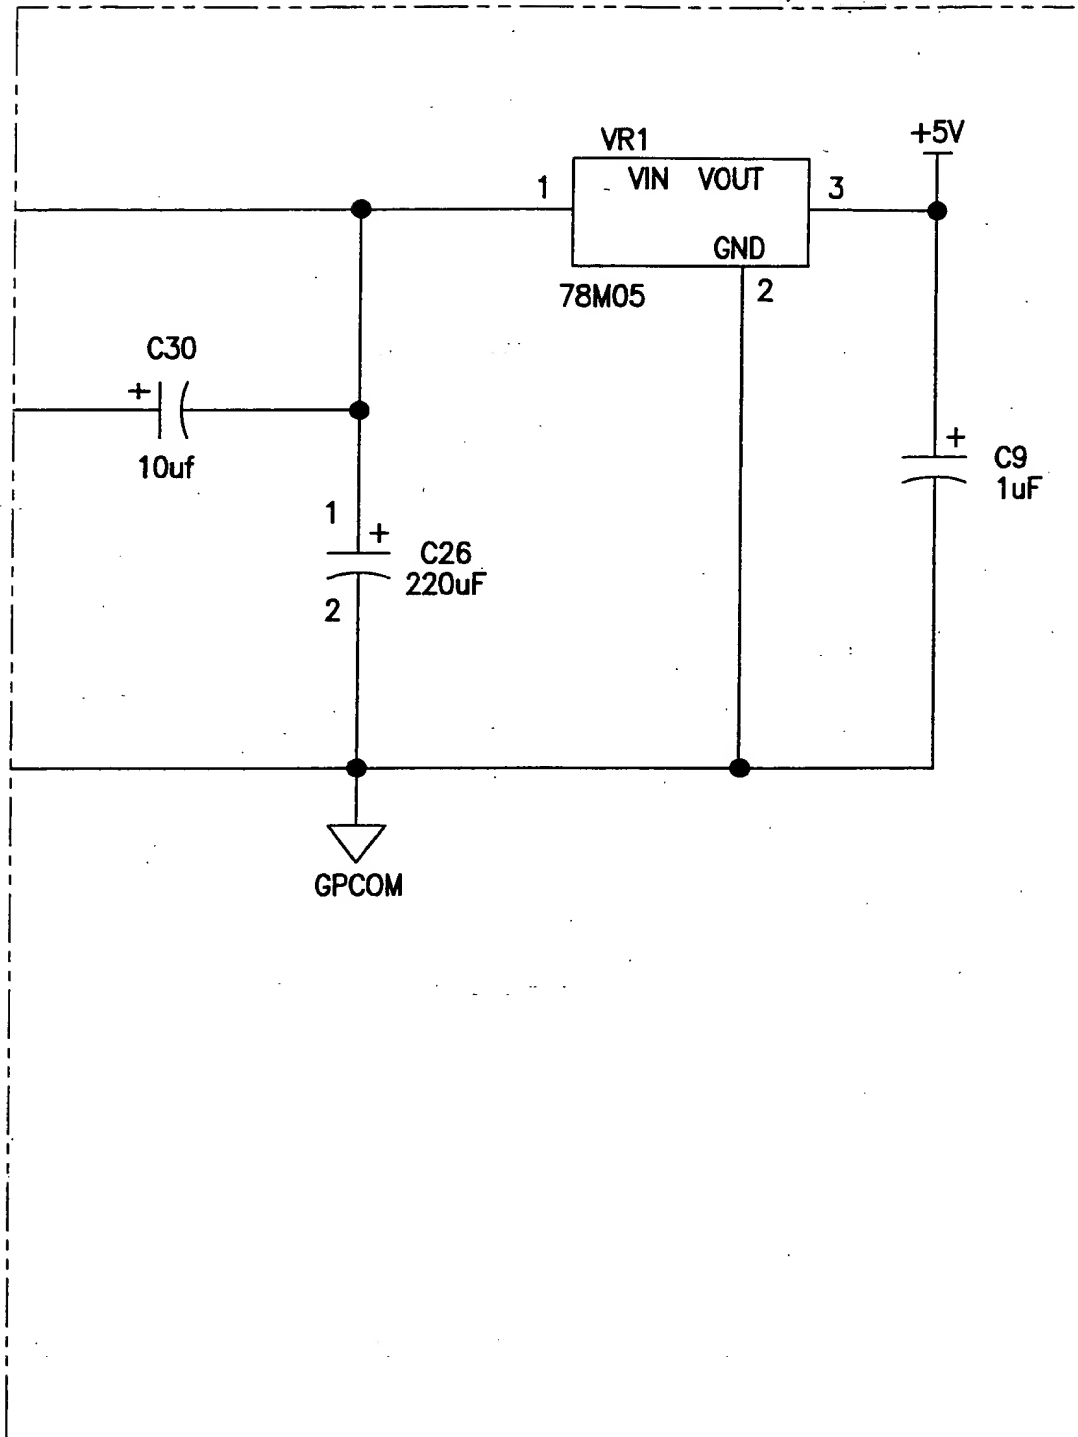 VR1
+5V
VIN VOUT
1
3
GND
78M05
2
C30
+
10uf
+
C9
1uF
1
+
C26
220uF
2
GPCOM